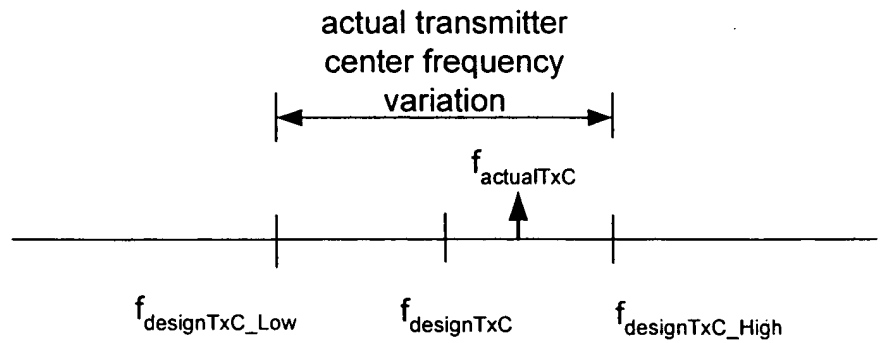 actual transmitter
center frequency
variation
f_actualTxC
f_designTxC_Low
f_designTxC
f_designTxC_High